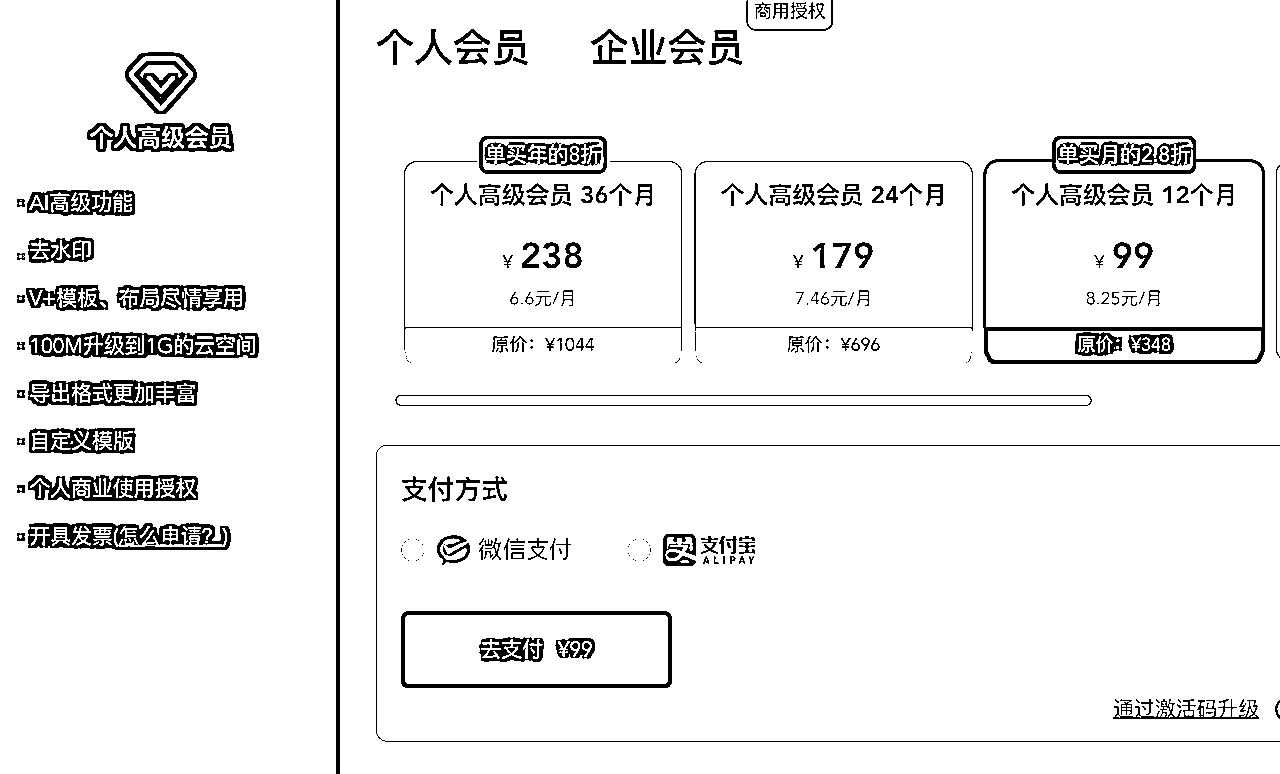 个人高级会员
AI高级功能
去水印
V+模板、布局尽情享用
100M升级到1G的云空间
导出格式更加丰富
自定义模版
个人商业使用授权
开具发票(怎么申请?)
商用授权
个人会员
企业会员
单买年的8折
个人高级会员 36个月
¥ 238
6.6元/月
原价：¥1044
个人高级会员 24个月
¥ 179
7.46元/月
原价：¥696
单买月的2.8折
个人高级会员 12个月
¥ 99
8.25元/月
原价：¥348
支付方式
微信支付
支付宝
ALIPAY
去支付 ¥99
通过激活码升级